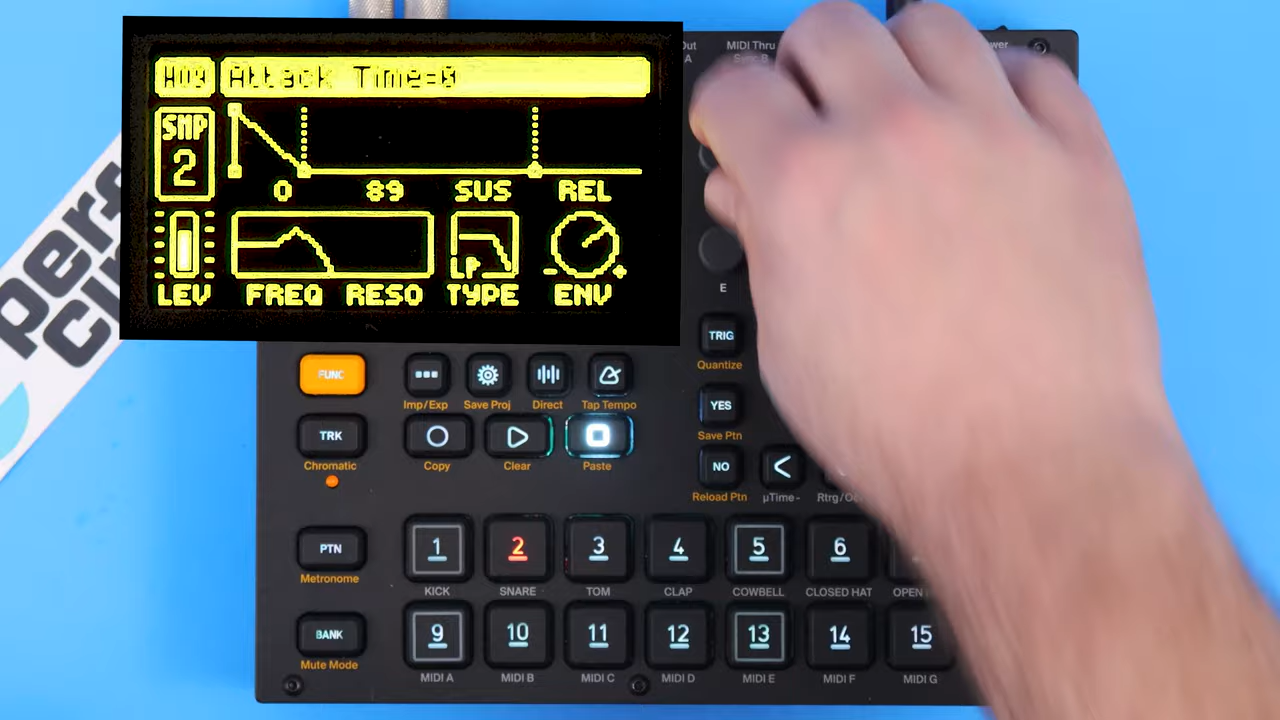 A09 Attack Time=0
SMP
2
0 89 SUS REL
LP
LEV FREQ RESO TYPE ENV
MIDI Thru
E
FUNC
Imp/Exp Save Proj Direct Tap Tempo
TRK
Chromatic
Copy Clear Paste
TRIG
Quantize
YES
Save Ptn
NO
Reload Ptn µTime-
PTN
Metronome
BANK
Mute Mode
1 2 3 4 5 6
KICK SNARE TOM CLAP COWBELL CLOSED HAT
9 10 11 12 13 14 15
MIDI A MIDI B MIDI C MIDI D MIDI E MIDI F MIDI G